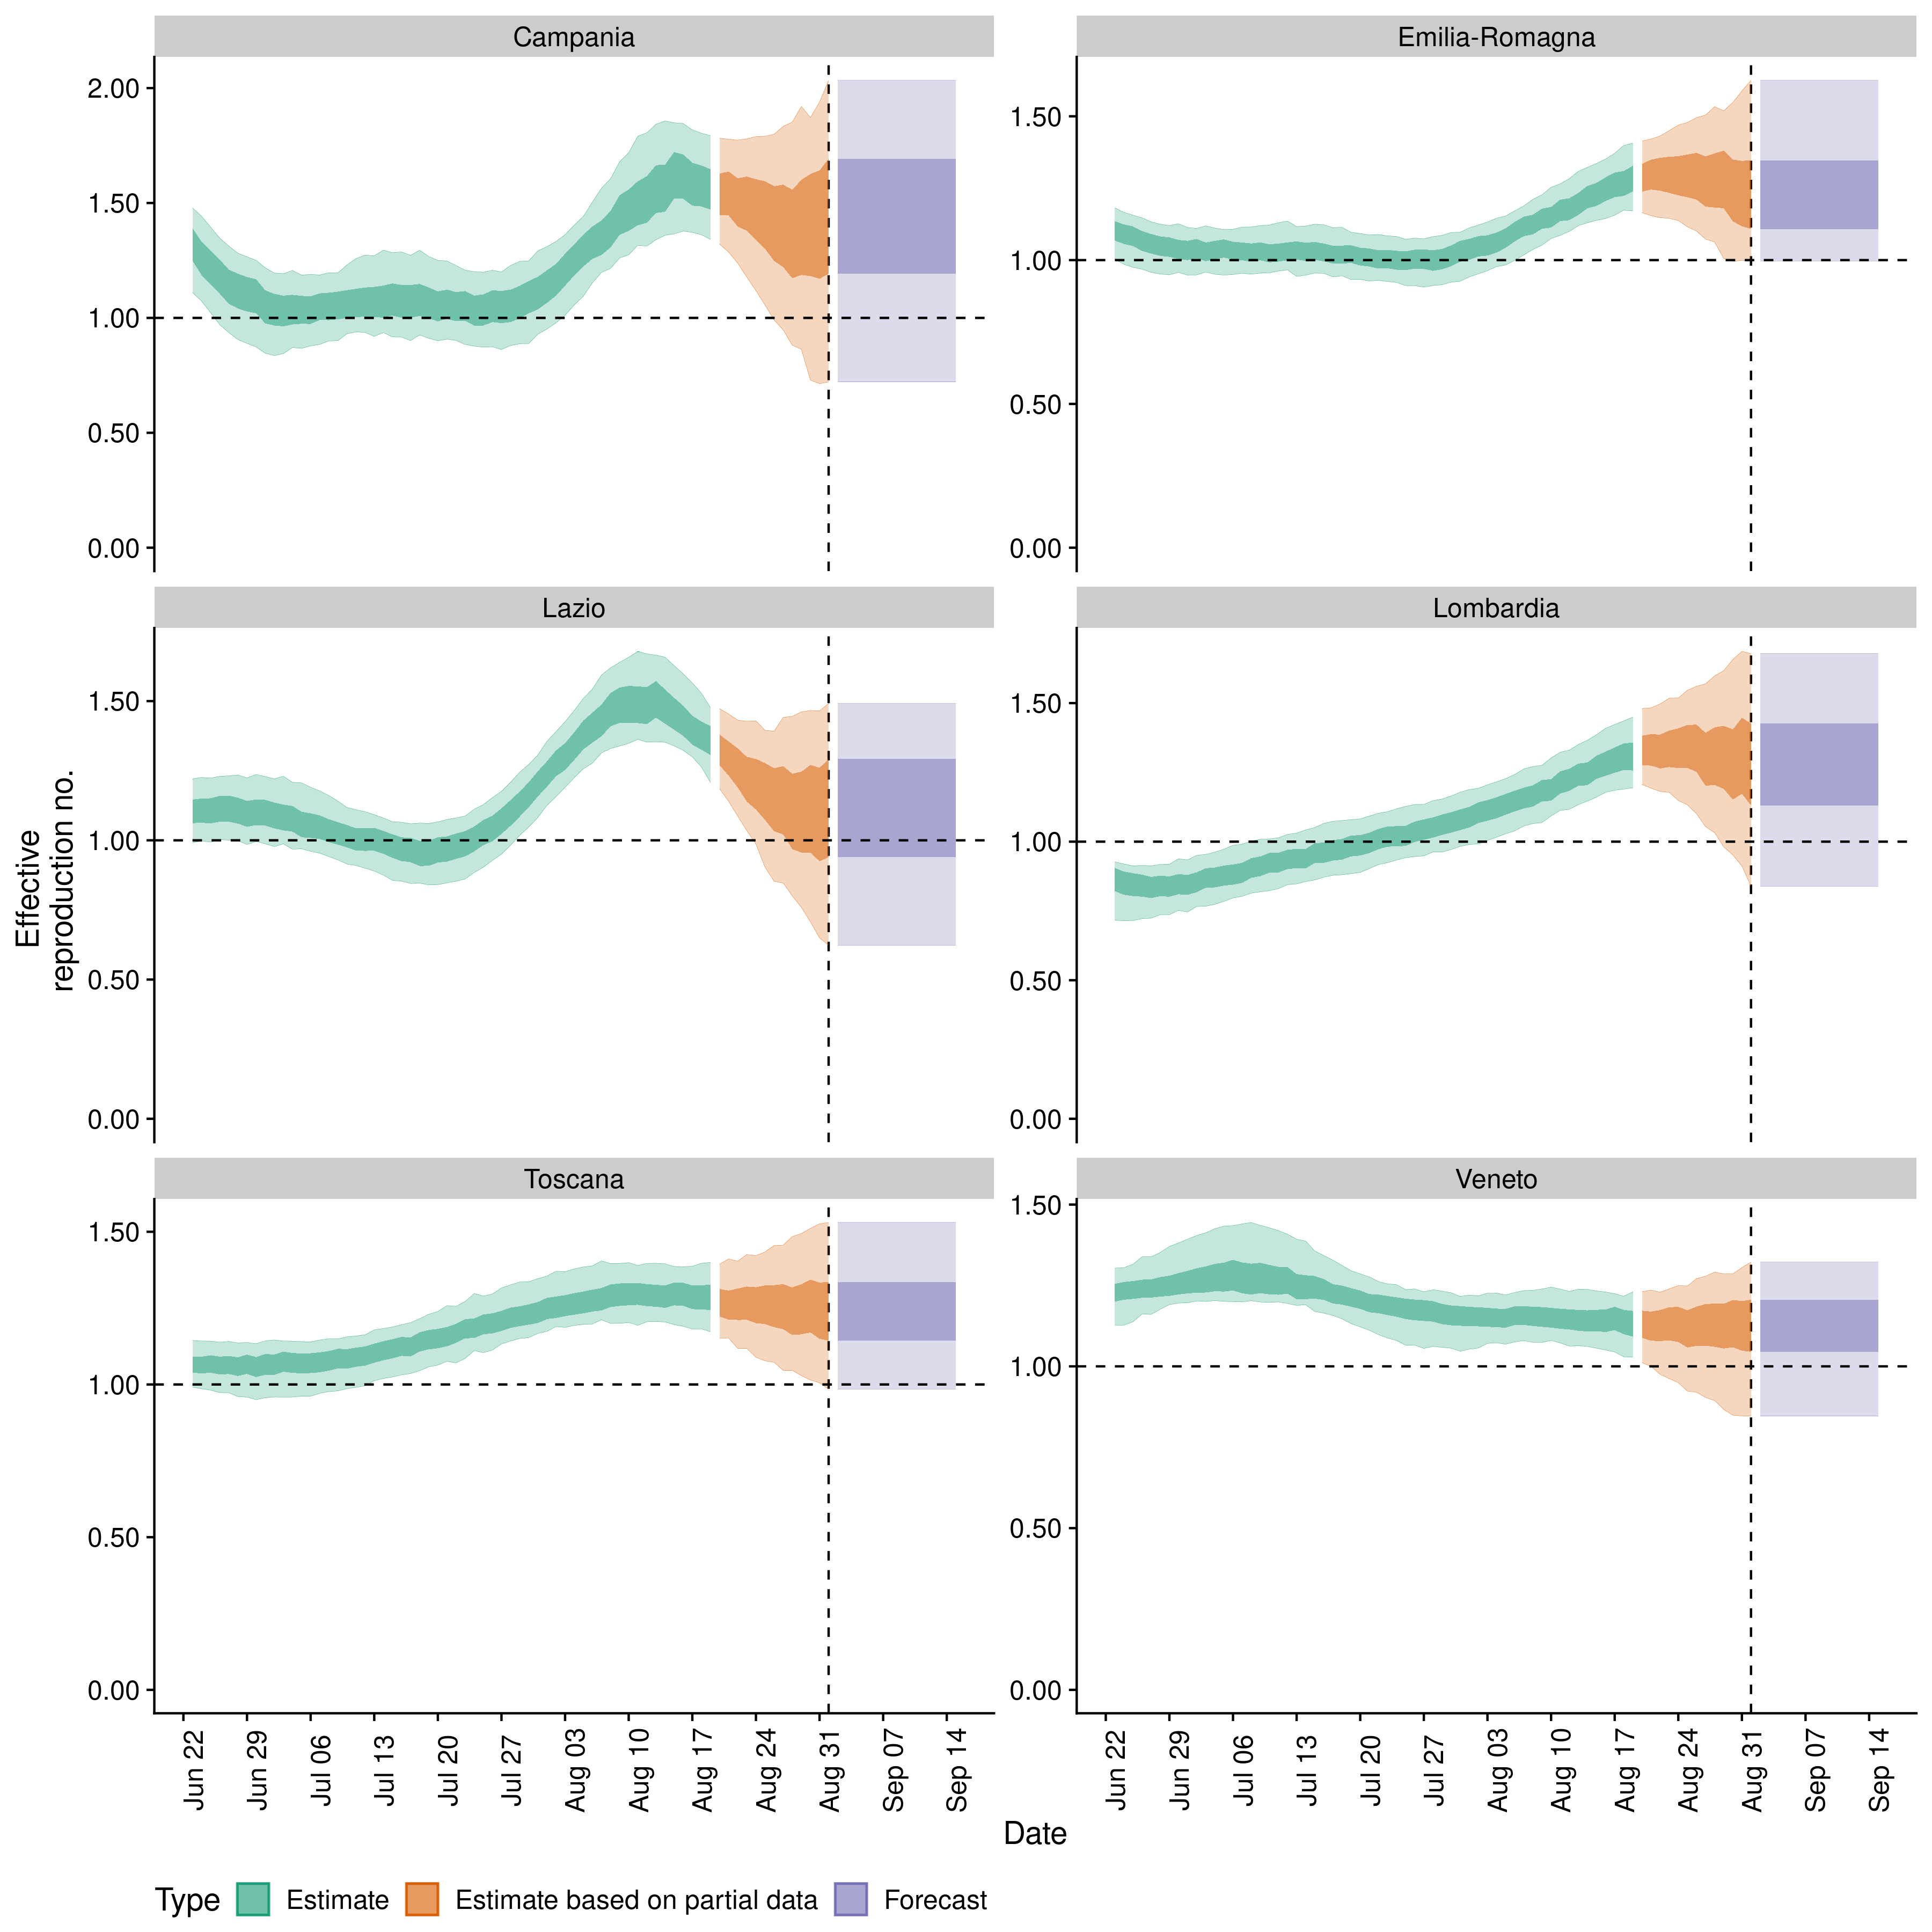 Campania
Emilia-Romagna
2.00
1.50
1.00
0.50
0.00
1.50
1.00
0.50
0.00
Lazio
Lombardia
1.50
1.00
0.50
0.00
1.50
1.00
0.50
0.00
Effective
reproduction no.
Toscana
Veneto
1.50
1.00
0.50
0.00
1.50
1.00
0.50
0.00
Jun 22
Jun 29
Jul 06
Jul 13
Jul 20
Jul 27
Aug 03
Aug 10
Aug 17
Aug 24
Aug 31
Sep 07
Sep 14
Jun 22
Jun 29
Jul 06
Jul 13
Jul 20
Jul 27
Aug 03
Aug 10
Aug 17
Aug 24
Aug 31
Sep 07
Sep 14
Date
Type Estimate Estimate based on partial data Forecast